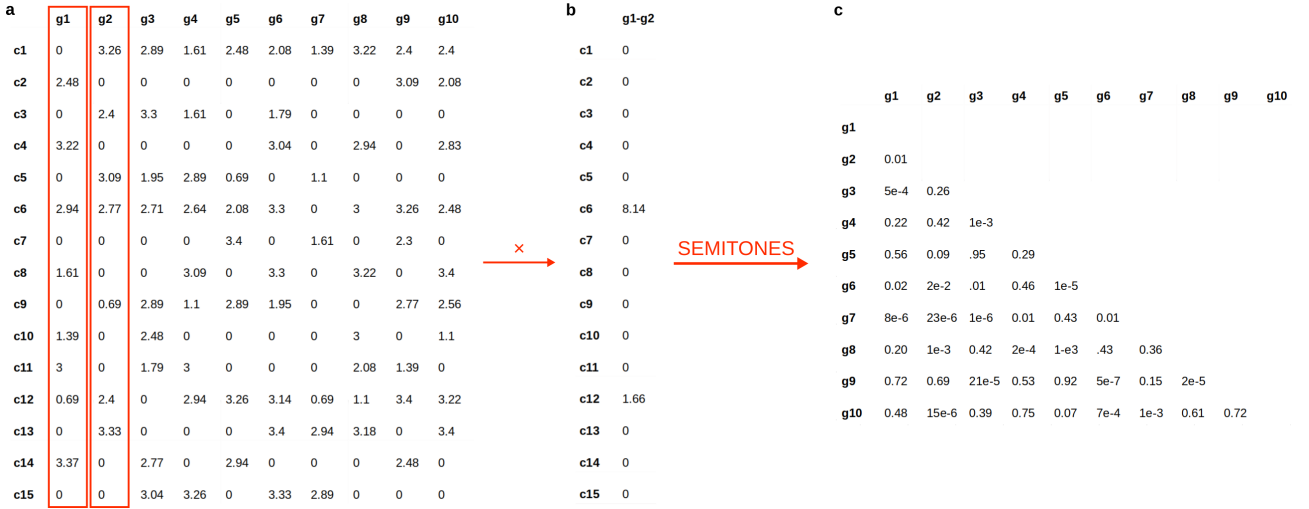 a b c
g1 g2 g3 g4 g5 g6 g7 g8 g9 g10
c1 0 3.26 2.89 1.61 2.48 2.08 1.39 3.22 2.4 2.4
c2 2.48 0 0 0 0 0 0 0 3.09 2.08
c3 0 2.4 3.3 1.61 0 1.79 0 0 0 0
c4 3.22 0 0 0 0 3.04 0 2.94 0 2.83
c5 0 3.09 1.95 2.89 0.69 0 1.1 0 0 0
c6 2.94 2.77 2.71 2.64 2.08 3.3 0 3 3.26 2.48
c7 0 0 0 0 3.4 0 1.61 0 2.3 0
c8 1.61 0 0 3.09 0 3.3 0 3.22 0 3.4
c9 0 0.69 2.89 1.1 2.89 1.95 0 0 2.77 2.56
c10 1.39 0 2.48 0 0 0 0 3 0 1.1
c11 3 0 1.79 3 0 0 0 2.08 1.39 0
c12 0.69 2.4 0 2.94 3.26 3.14 0.69 1.1 3.4 3.22
c13 0 3.33 0 0 0 3.4 2.94 3.18 0 3.4
c14 3.37 0 2.77 0 2.94 0 0 0 2.48 0
c15 0 0 3.04 3.26 0 3.33 2.89 0 0 0
×
g1-g2
c1 0
c2 0
c3 0
c4 0
c5 0
c6 8.14
c7 0
c8 0
c9 0
c10 0
c11 0
c12 1.66
c13 0
c14 0
c15 0
SEMITONES
g1 g2 g3 g4 g5 g6 g7 g8 g9 g10
g1
g2 0.01
g3 5e-4 0.26
g4 0.22 0.42 1e-3
g5 0.56 0.09 .95 0.29
g6 0.02 2e-2 .01 0.46 1e-5
g7 8e-6 23e-6 1e-6 0.01 0.43 0.01
g8 0.20 1e-3 0.42 2e-4 1-e3 .43 0.36
g9 0.72 0.69 21e-5 0.53 0.92 5e-7 0.15 2e-5
g10 0.48 15e-6 0.39 0.75 0.07 7e-4 1e-3 0.61 0.72